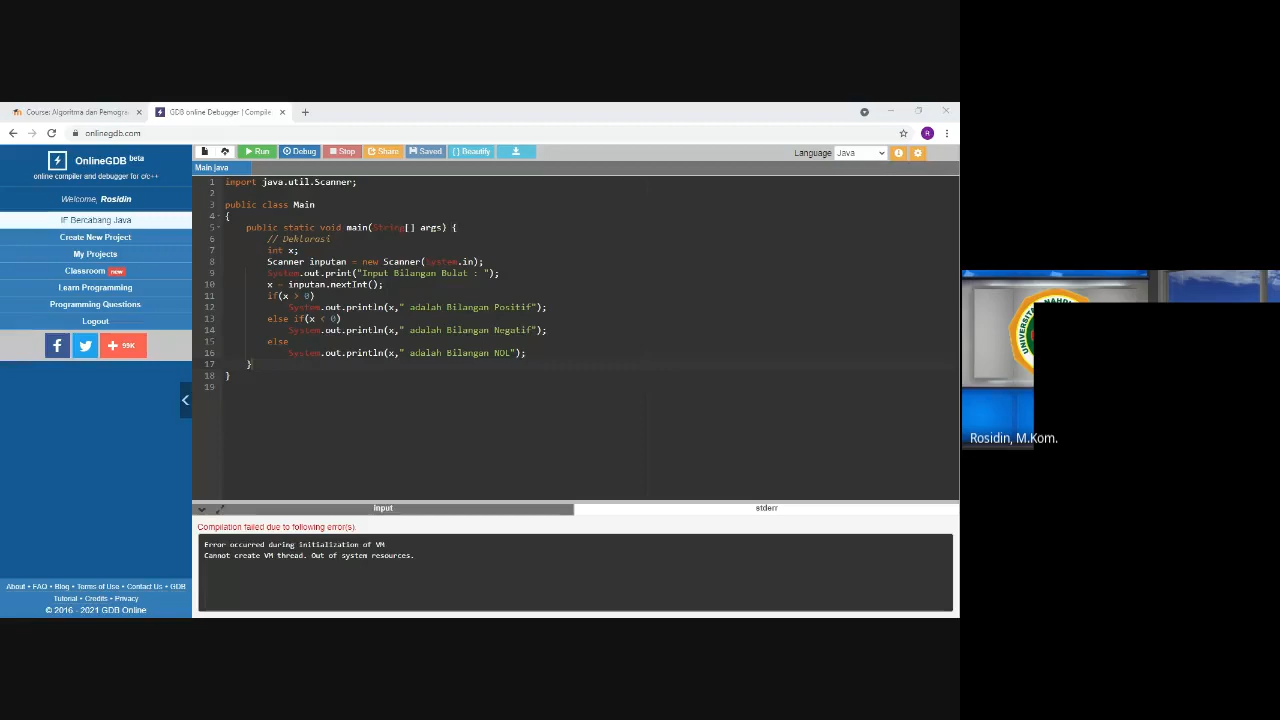 Course: Algoritma dan Pemogra
GDB online Debugger | Compile
onlinegdb.com
R
OnlineGDB beta
online compiler and debugger for c/c++
Welcome, Rosidin
IF Bercabang Java
Create New Project
My Projects
Classroom new
Learn Programming
Programming Questions
Logout
99K
About • FAQ • Blog • Terms of Use • Contact Us • GDB
Tutorial • Credits • Privacy
© 2016 - 2021 GDB Online
Run Debug Stop Share Saved { } Beautify
Language Java
Main.java
1 import java.util.Scanner;
2
3 public class Main
4 {
5 public static void main(String[] args) {
6 // Deklarasi
7 int x;
8 Scanner inputan = new Scanner(System.in);
9 System.out.print("Input Bilangan Bulat : ");
10 x = inputan.nextInt();
11 if(x > 0)
12 System.out.println(x," adalah Bilangan Positif");
13 else if(x < 0)
14 System.out.println(x," adalah Bilangan Negatif");
15 else
16 System.out.println(x," adalah Bilangan NOL");
17 }
18 }
19
input
stderr
Compilation failed due to following error(s).
Error occurred during initialization of VM
Cannot create VM thread. Out of system resources.
Rosidin, M.Kom.